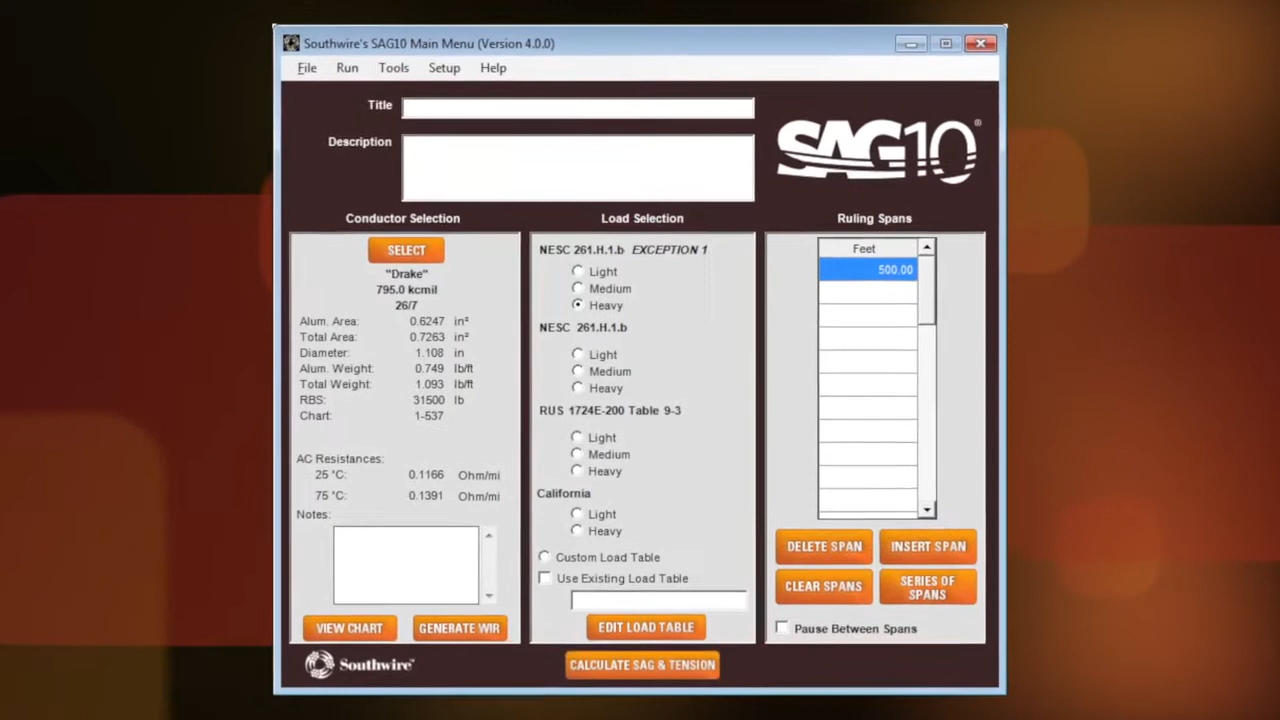 Southwire's SAG10 Main Menu (Version 4.0.0)
File Run Tools Setup Help
Title
Description
SAG10®
Conductor Selection
SELECT
"Drake"
795.0 kcmil
26/7
Alum. Area: 0.6247 in²
Total Area: 0.7263 in²
Diameter: 1.108 in
Alum. Weight: 0.749 lb/ft
Total Weight: 1.093 lb/ft
RBS: 31500 lb
Chart: 1-537
AC Resistances:
25 °C: 0.1166 Ohm/mi
75 °C: 0.1391 Ohm/mi
Notes:
VIEW CHART GENERATE WIR
Load Selection
NESC 261.H.1.b EXCEPTION 1
Light
Medium
Heavy
NESC 261.H.1.b
Light
Medium
Heavy
RUS 1724E-200 Table 9-3
Light
Medium
Heavy
California
Light
Heavy
Custom Load Table
Use Existing Load Table
EDIT LOAD TABLE
Ruling Spans
Feet
500.00
DELETE SPAN INSERT SPAN
CLEAR SPANS SERIES OF SPANS
Pause Between Spans
Southwire™
CALCULATE SAG & TENSION